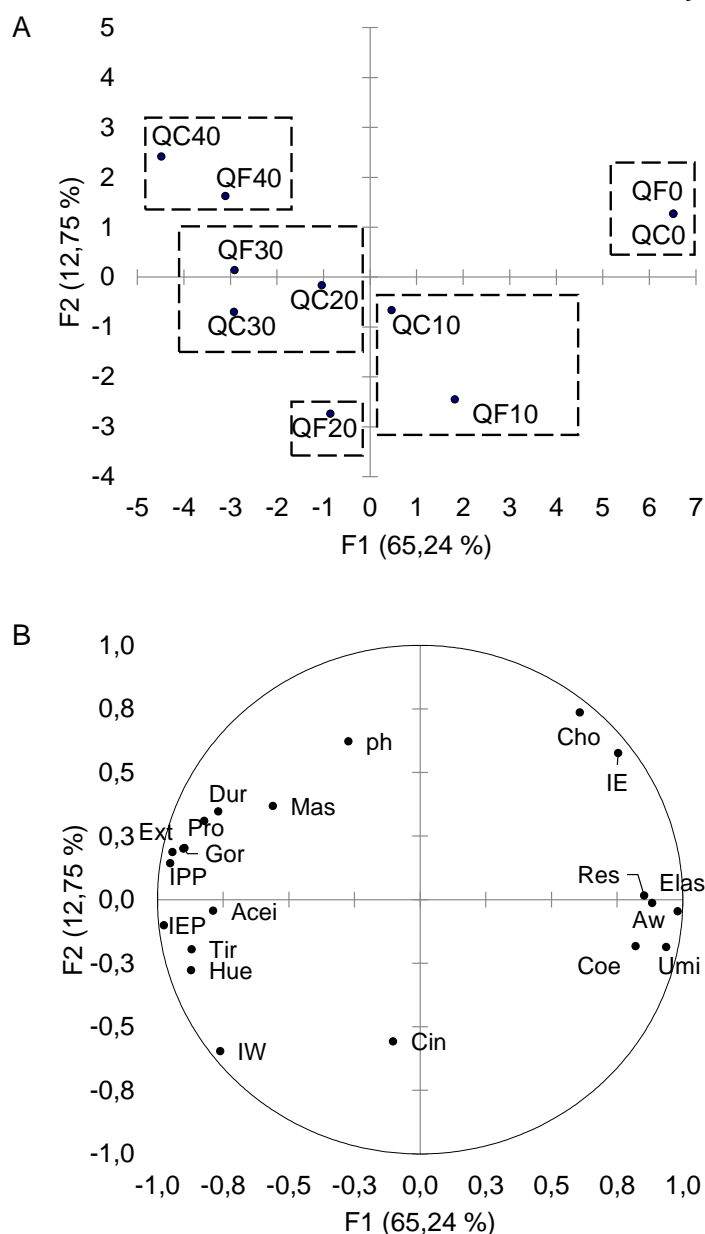 A
5
4
3
2
1
0
-1
-2
-3
-4
F2 (12,75 %)
QC40
QF40
QF30
QC20
QC30
QF20
QF0
QC0
QC10
QF10
-5 -4 -3 -2 -1 0 1 2 3 4 5 6 7
F1 (65,24 %)
B
1,0
0,8
0,5
0,3
0,0
-0,3
-0,5
-0,8
-1,0
F2 (12,75 %)
ph
Cho
IE
Dur
Mas
Ext
Pro
Gor
IPP
Res
Elas
Acei
Aw
IEP
Tir
Coe
Umi
Hue
IW
Cin
-1,0 -0,8 -0,5 -0,3 0,0 0,3 0,5 0,8 1,0
F1 (65,24 %)